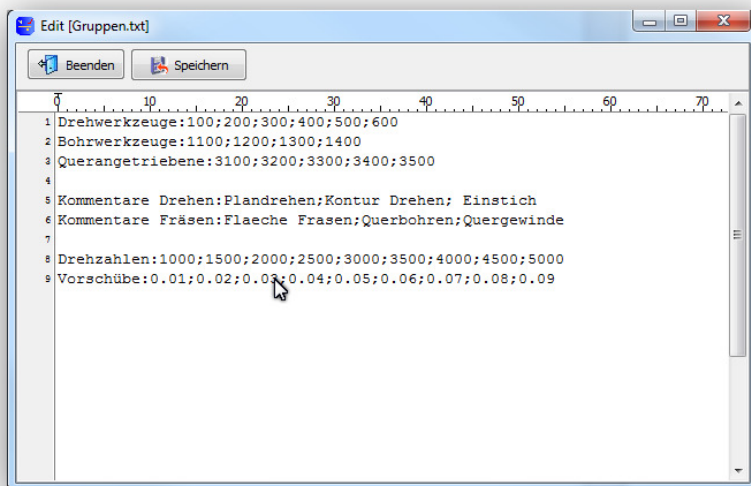 Edit [Gruppen.txt]
Beenden Speichern
0 10 20 30 40 50 60 70
1 Drehwerkzeuge:100;200;300;400;500;600
2 Bohrwerkzeuge:1100;1200;1300;1400
3 Querangetriebene:3100;3200;3300;3400;3500
4
5 Kommentare Drehen:Plandrehen;Kontur Drehen; Einstich
6 Kommentare Fräsen:Flaeche Frasen;Querbohren;Quergewinde
7
8 Drehzahlen:1000;1500;2000;2500;3000;3500;4000;4500;5000
9 Vorschübe:0.01;0.02;0.03;0.04;0.05;0.06;0.07;0.08;0.09